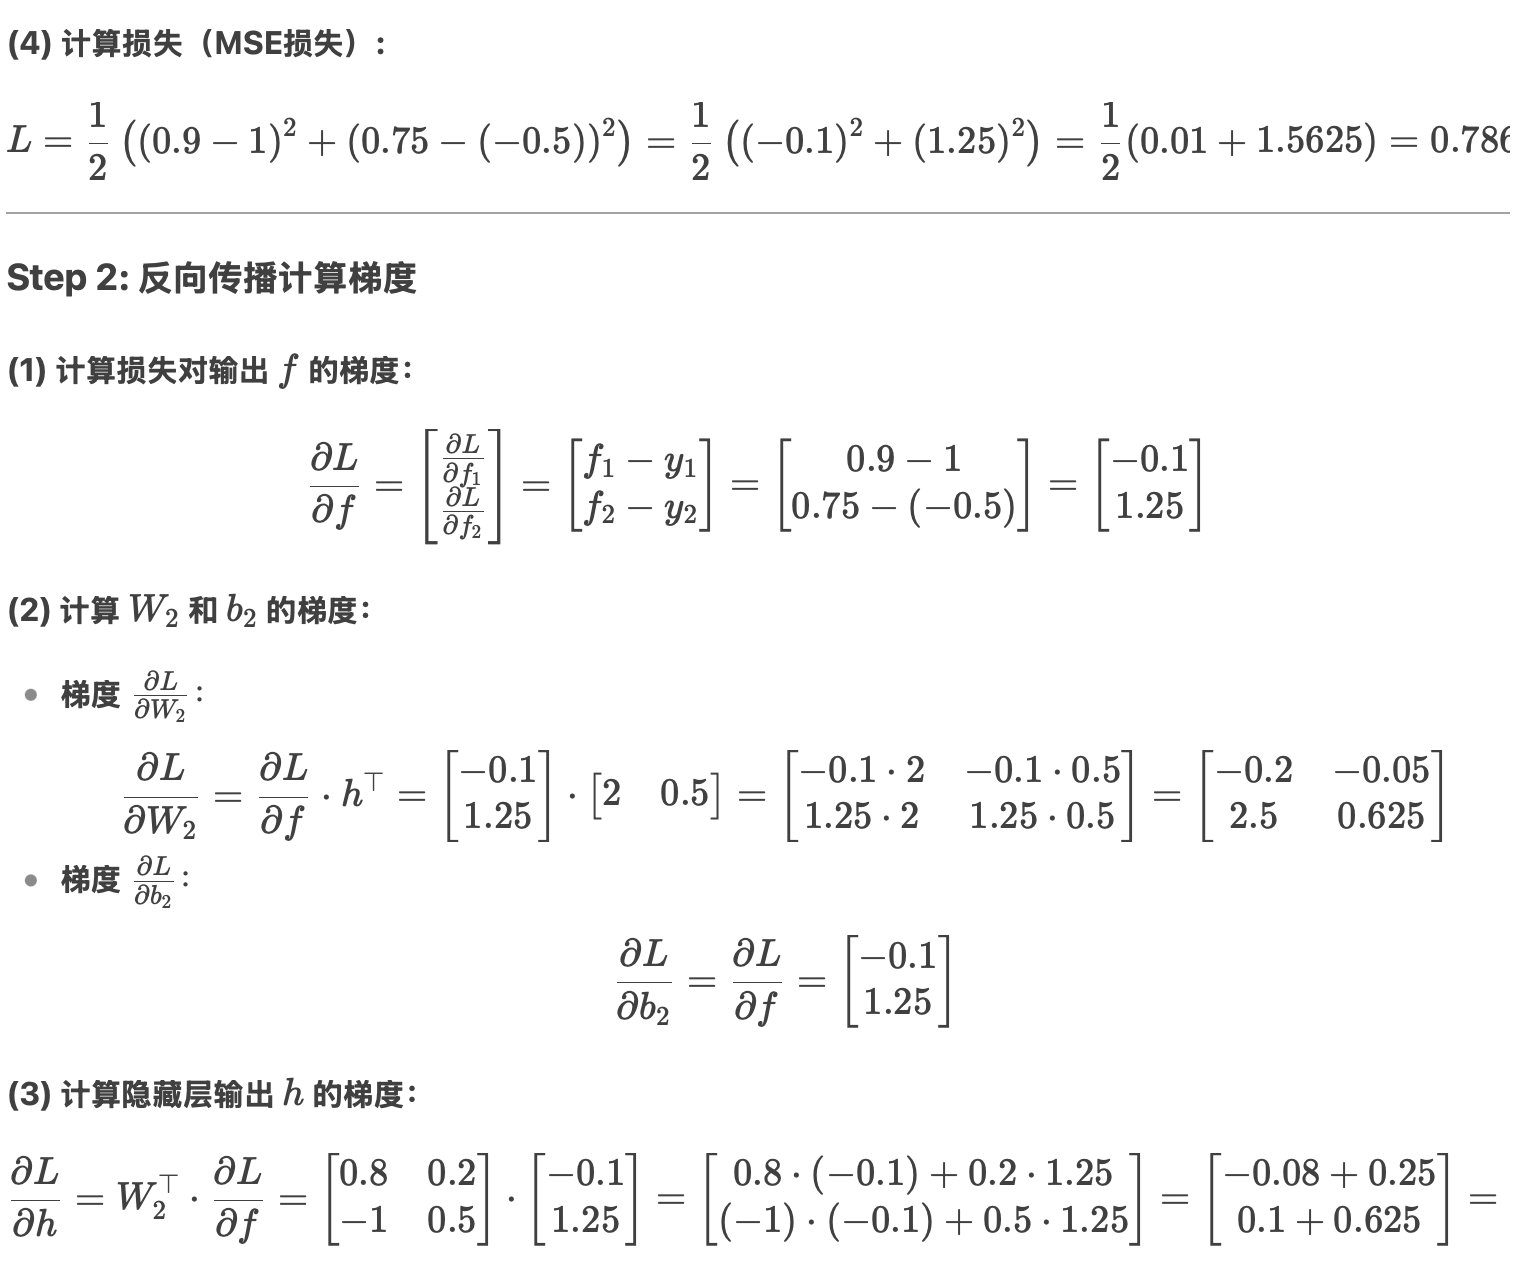 (4) 计算损失（MSE损失）:
$L = \frac{1}{2}\left((0.9-1)^2+(0.75-(-0.5))^2\right) = \frac{1}{2}\left((-0.1)^2+(1.25)^2\right) = \frac{1}{2}(0.01+1.5625) = 0.786$
Step 2: 反向传播计算梯度
(1) 计算损失对输出 $f$ 的梯度:
$\frac{\partial L}{\partial f} = \begin{bmatrix} \frac{\partial L}{\partial f_1} \\ \frac{\partial L}{\partial f_2} \end{bmatrix} = \begin{bmatrix} f_1 - y_1 \\ f_2 - y_2 \end{bmatrix} = \begin{bmatrix} 0.9 - 1 \\ 0.75 - (-0.5) \end{bmatrix} = \begin{bmatrix} -0.1 \\ 1.25 \end{bmatrix}$
(2) 计算 $W_2$ 和 $b_2$ 的梯度:
• 梯度 $\frac{\partial L}{\partial W_2}$:
$\frac{\partial L}{\partial W_2} = \frac{\partial L}{\partial f} \cdot h^\top = \begin{bmatrix} -0.1 \\ 1.25 \end{bmatrix} \cdot \begin{bmatrix} 2 & 0.5 \end{bmatrix} = \begin{bmatrix} -0.1 \cdot 2 & -0.1 \cdot 0.5 \\ 1.25 \cdot 2 & 1.25 \cdot 0.5 \end{bmatrix} = \begin{bmatrix} -0.2 & -0.05 \\ 2.5 & 0.625 \end{bmatrix}$
• 梯度 $\frac{\partial L}{\partial b_2}$:
$\frac{\partial L}{\partial b_2} = \frac{\partial L}{\partial f} = \begin{bmatrix} -0.1 \\ 1.25 \end{bmatrix}$
(3) 计算隐藏层输出 $h$ 的梯度:
$\frac{\partial L}{\partial h} = W_2^\top \cdot \frac{\partial L}{\partial f} = \begin{bmatrix} 0.8 & 0.2 \\ -1 & 0.5 \end{bmatrix} \cdot \begin{bmatrix} -0.1 \\ 1.25 \end{bmatrix} = \begin{bmatrix} 0.8 \cdot (-0.1) + 0.2 \cdot 1.25 \\ (-1) \cdot (-0.1) + 0.5 \cdot 1.25 \end{bmatrix} = \begin{bmatrix} -0.08 + 0.25 \\ 0.1 + 0.625 \end{bmatrix} =$